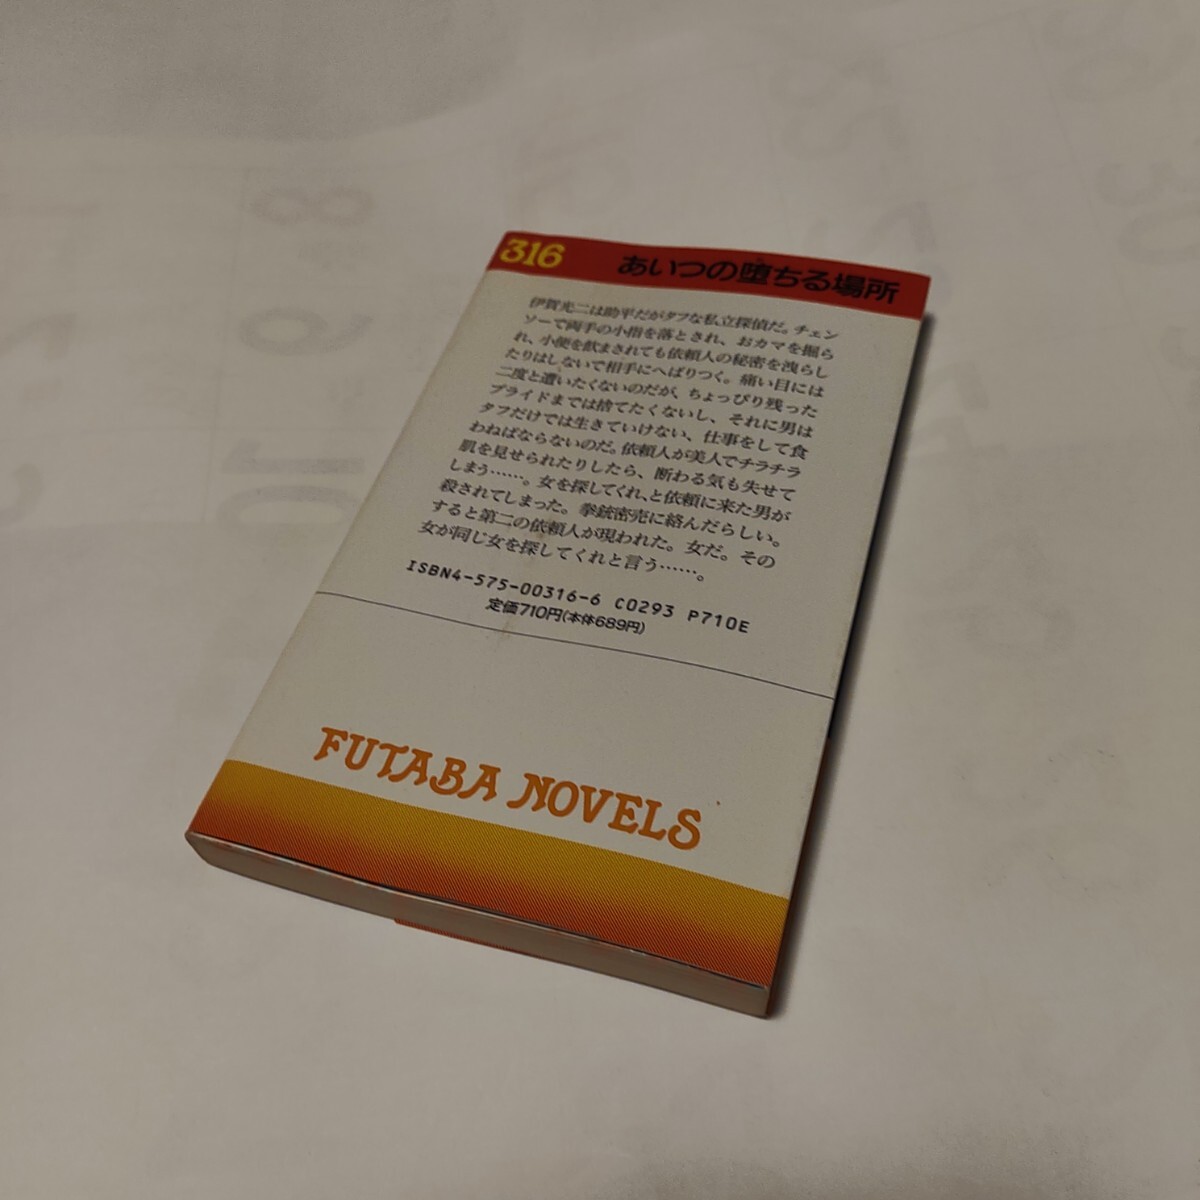 316 あいつの堕ちる場所
伊賀光二は助平だがタフな私立探偵だ。チェン
ソーで両手の小指を落とされ、おカマを掘ら
れ、小便を飲まされても依頼人の秘密を洩らし
たりはしないで相手にへばりつく。痛い目には
二度と遭いたくないのだが、ちょっぴり残った
プライドまでは捨てたくないし、それに男は
タフだけでは生きていけない、仕事をして食
わねばならないのだ。依頼人が美人でチラチラ
肌を見せられたりしたら、断わる気も失せて
しまう……。女を探してくれ、と依頼に来た男が
殺されてしまった。拳銃密売に絡んだらしい。
すると第二の依頼人が現われた。女だ。その
女が同じ女を探してくれと言う……。
ISBN4-575-00316-6 C0293 P710E
定価710円(本体689円)
FUTABA NOVELS